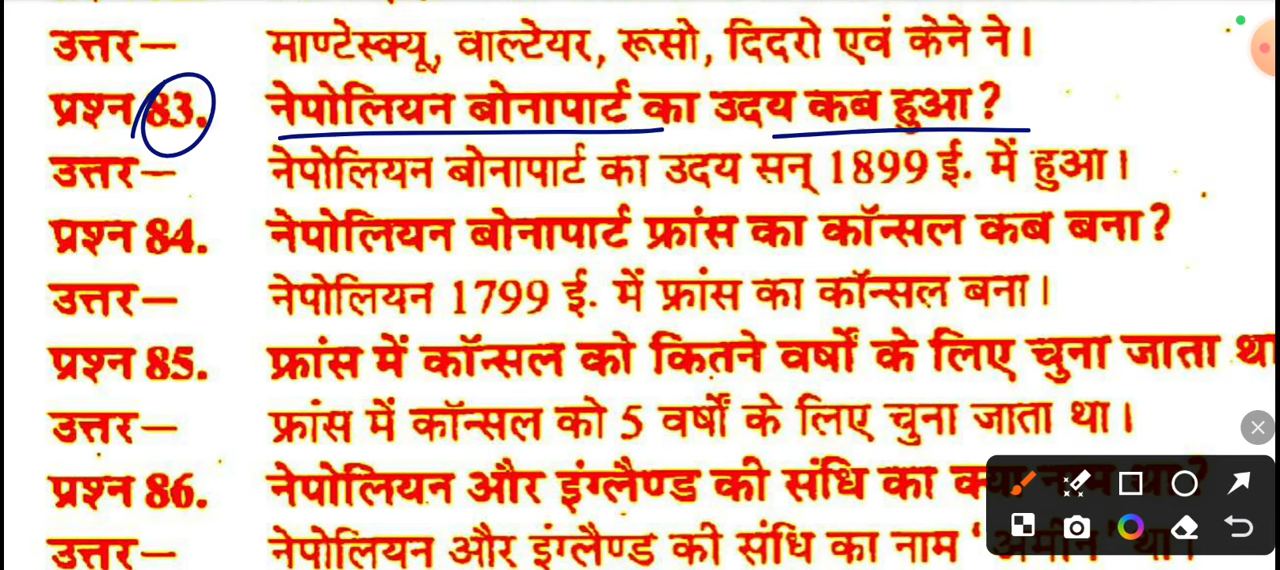 उत्तर— माण्टेस्क्यू, वाल्टेयर, रूसो, दिदरो एवं केने ने।
प्रश्न 83. नेपोलियन बोनापार्ट का उदय कब हुआ?
उत्तर— नेपोलियन बोनापार्ट का उदय सन् 1899 ई. में हुआ।
प्रश्न 84. नेपोलियन बोनापार्ट फ्रांस का कॉन्सल कब बना?
उत्तर— नेपोलियन 1799 ई. में फ्रांस का कॉन्सल बना।
प्रश्न 85. फ्रांस में कॉन्सल को कितने वर्षों के लिए चुना जाता था
उत्तर— फ्रांस में कॉन्सल को 5 वर्षों के लिए चुना जाता था।
प्रश्न 86. नेपोलियन और इंग्लैण्ड की संधि का क्या नाम था?
उत्तर— नेपोलियन और इंग्लैण्ड की संधि का नाम ‘अमीन’ था।